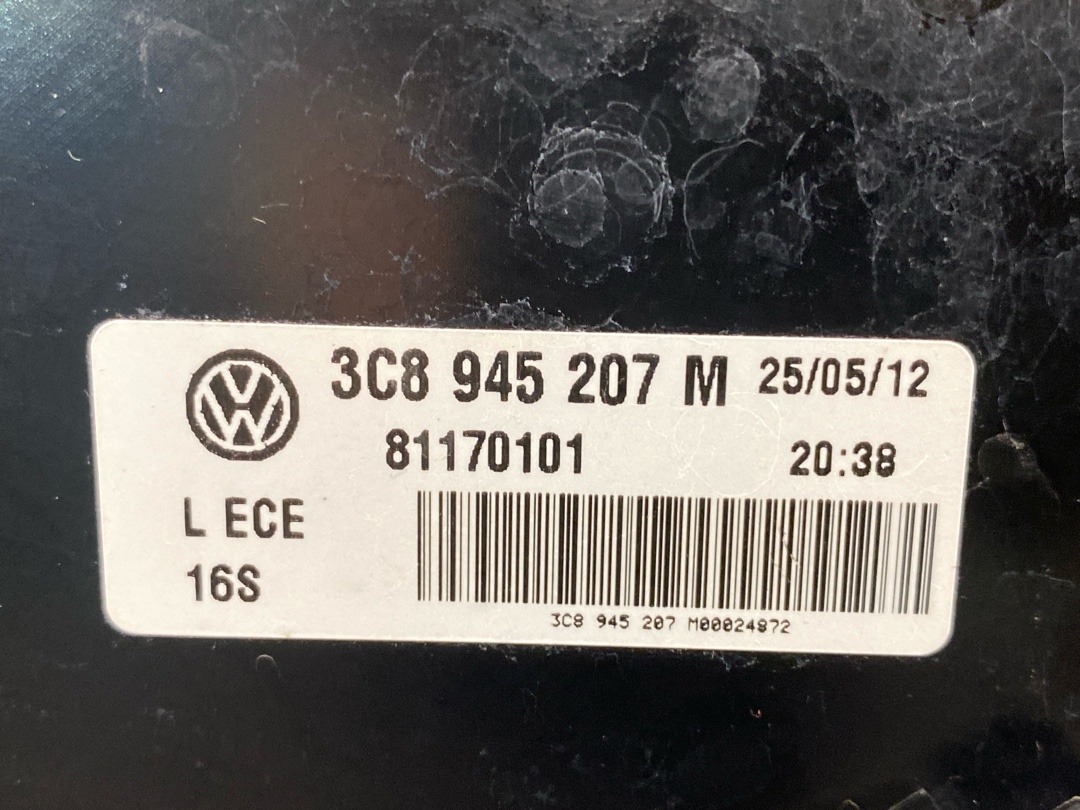 3C8 945 207 M 25/05/12
81170101 20:38
L ECE
16S
3C8 945 207 M00024872